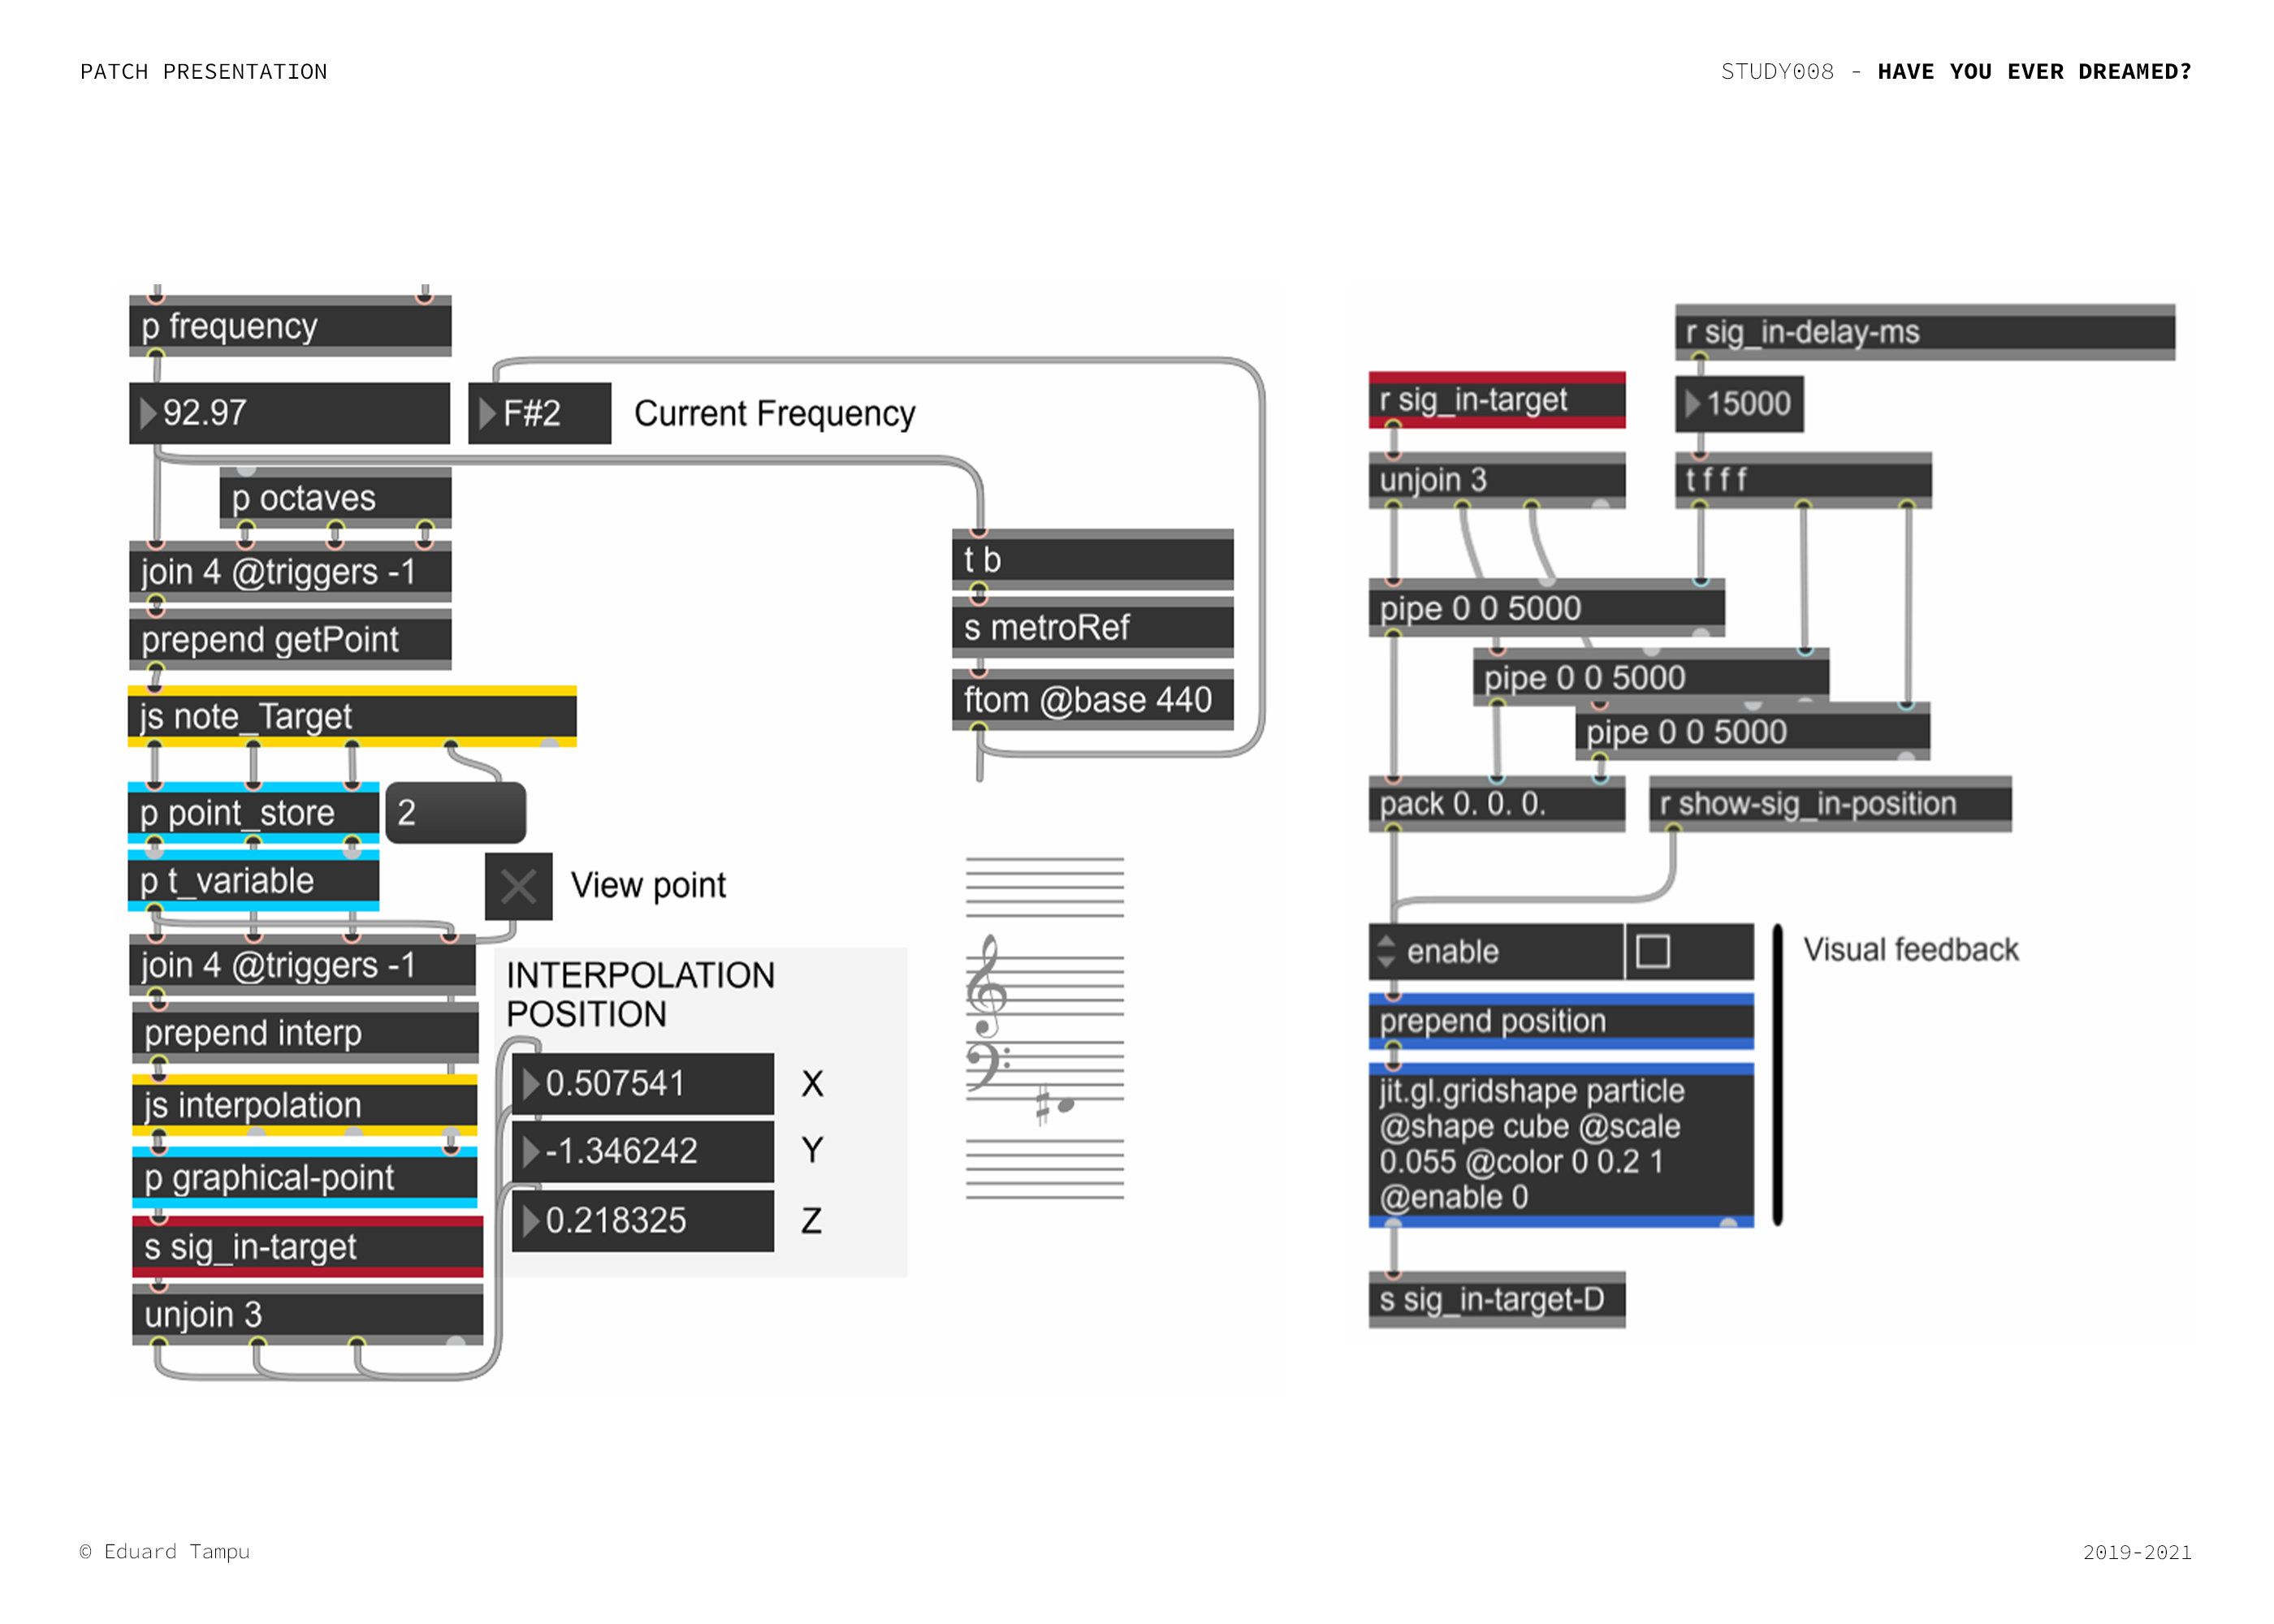 PATCH PRESENTATION
STUDY008 - HAVE YOU EVER DREAMED?
p frequency
92.97
F#2
Current Frequency
p octaves
join 4 @triggers -1
prepend getPoint
js note_Target
p point_store
2
p t_variable
View point
join 4 @triggers -1
prepend interp
js interpolation
p graphical-point
s sig_in-target
unjoin 3
INTERPOLATION
POSITION
0.507541
X
-1.346242
Y
0.218325
Z
t b
s metroRef
ftom @base 440
r sig_in-delay-ms
r sig_in-target
15000
unjoin 3
t f f f
pipe 0 0 5000
pipe 0 0 5000
pipe 0 0 5000
pack 0. 0. 0.
r show-sig_in-position
enable
Visual feedback
prepend position
jit.gl.gridshape particle
@shape cube @scale
0.055 @color 0 0.2 1
@enable 0
s sig_in-target-D
© Eduard Tampu
2019-2021